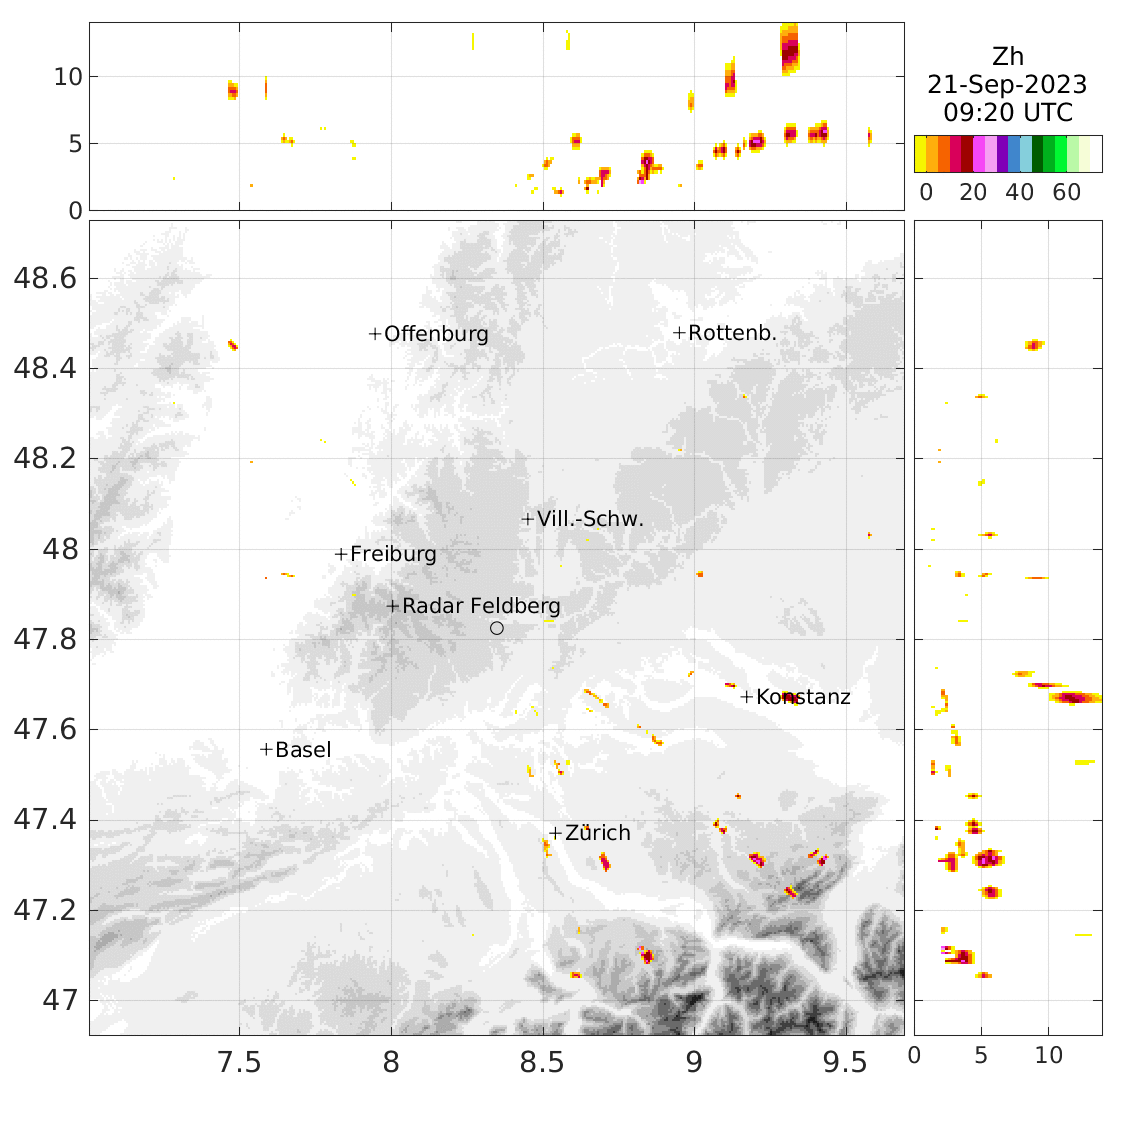 10
5
0
Zh
21-Sep-2023
09:20 UTC
0 20 40 60
48.6
48.4
48.2
48
47.8
47.6
47.4
47.2
47
+Offenburg
+Rottenb.
+Vill.-Schw.
+Freiburg
+Radar Feldberg
+Konstanz
+Basel
+Zürich
7.5 8 8.5 9 9.5
0 5 10